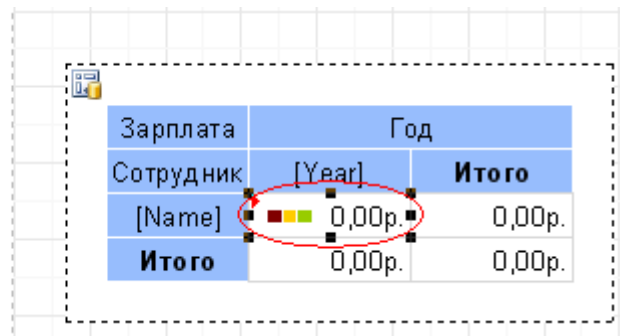 Зарплата Год
Сотрудник [Year] Итого
[Name] 0,00р. 0,00р.
Итого 0,00р. 0,00р.